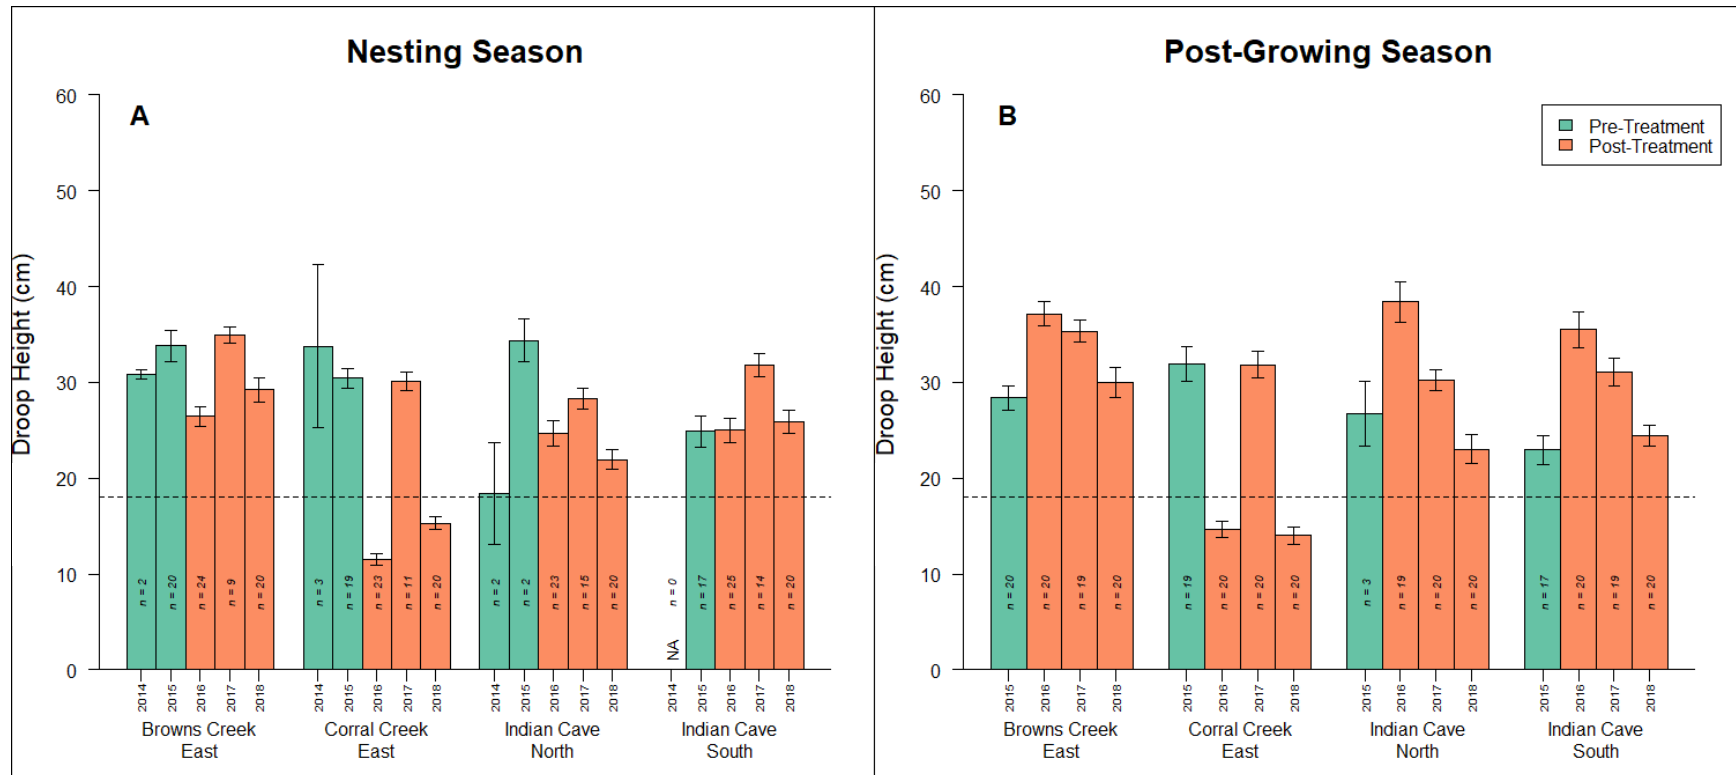 Nesting Season
A
Droop Height (cm)
60
50
40
30
20
10
0
n = 2
n = 20
n = 24
n = 9
n = 20
n = 3
n = 19
n = 23
n = 11
n = 20
n = 2
n = 2
n = 23
n = 15
n = 20
n = 0
NA
n = 17
n = 25
n = 14
n = 20
2014
2015
2016
2017
2018
2014
2015
2016
2017
2018
2014
2015
2016
2017
2018
2014
2015
2016
2017
2018
Browns Creek
East
Corral Creek
East
Indian Cave
North
Indian Cave
South
Post-Growing Season
B
Pre-Treatment
Post-Treatment
Droop Height (cm)
60
50
40
30
20
10
0
n = 20
n = 20
n = 19
n = 20
n = 19
n = 20
n = 20
n = 20
n = 3
n = 19
n = 20
n = 20
n = 17
n = 20
n = 19
n = 20
2015
2016
2017
2018
2015
2016
2017
2018
2015
2016
2017
2018
2015
2016
2017
2018
Browns Creek
East
Corral Creek
East
Indian Cave
North
Indian Cave
South